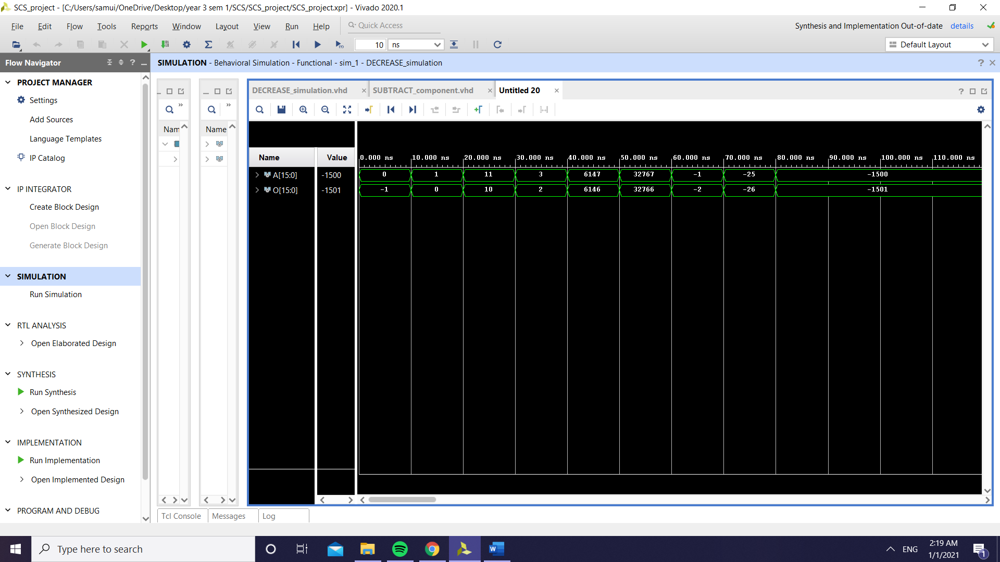 SCS_project - [C:/Users/samui/OneDrive/Desktop/year 3 sem 1/SCS/SCS_project/SCS_project.xpr] - Vivado 2020.1
File Edit Flow Tools Reports Window Layout View Run Help Quick Access
Synthesis and Implementation Out-of-date details
10 ns
Default Layout
Flow Navigator
SIMULATION - Behavioral Simulation - Functional - sim_1 - DECREASE_simulation
PROJECT MANAGER
Settings
Add Sources
Language Templates
IP Catalog
IP INTEGRATOR
Create Block Design
Open Block Design
Generate Block Design
SIMULATION
Run Simulation
RTL ANALYSIS
Open Elaborated Design
SYNTHESIS
Run Synthesis
Open Synthesized Design
IMPLEMENTATION
Run Implementation
Open Implemented Design
PROGRAM AND DEBUG
Nam
Name
DECREASE_simulation.vhd SUBTRACT_component.vhd Untitled 20
Name Value
0.000 ns 10.000 ns 20.000 ns 30.000 ns 40.000 ns 50.000 ns 60.000 ns 70.000 ns 80.000 ns 90.000 ns 100.000 ns 110.000 ns
A[15:0] -1500 0 1 11 3 6147 32767 -1 -25 -1500
O[15:0] -1501 -1 0 10 2 6146 32766 -2 -26 -1501
Tcl Console Messages Log
Type here to search
ENG
2:19 AM
1/1/2021
1